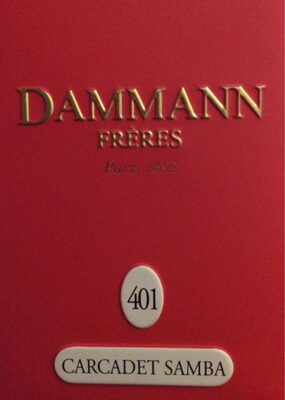 DAMMANN
FRÈRES
Paris 1692
401
CARCADET SAMBA